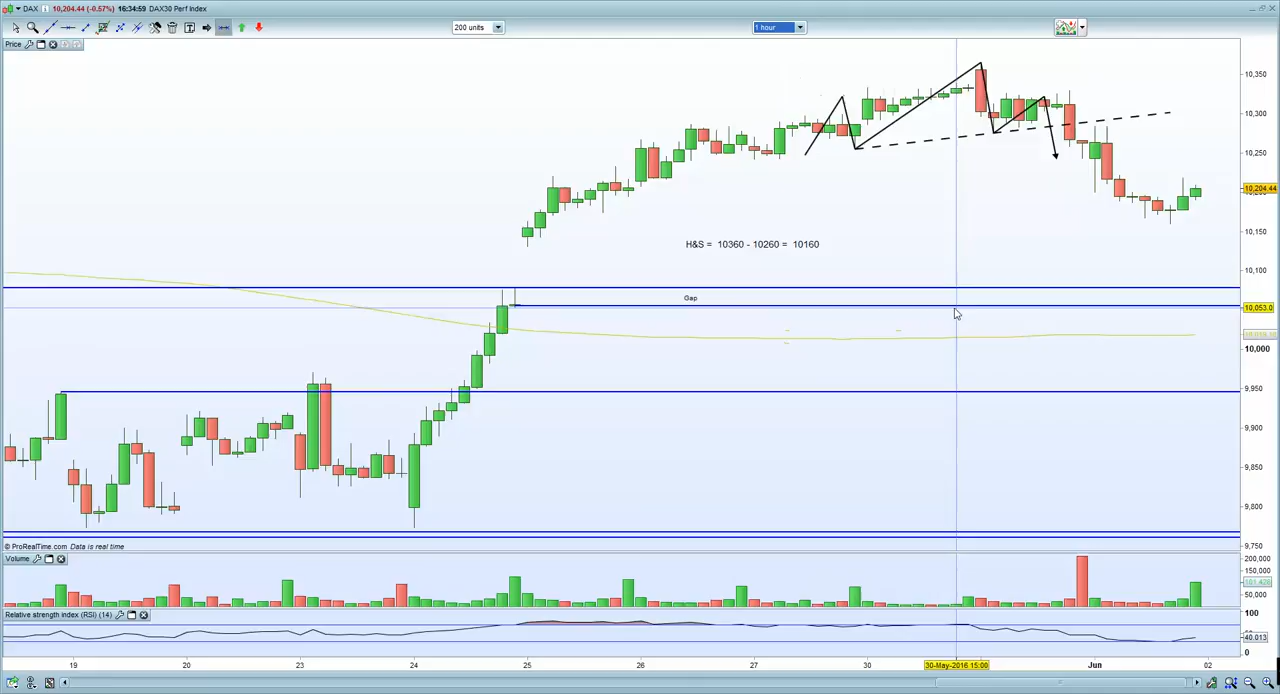 DAX 10,204.44 (-0.57%) 16:34:59 DAX30 Perf Index
200 units 1 hour
Price
10,350
10,300
10,250
10,204.44
10,150
H&S = 10360 - 10260 = 10160
10,100
Gap
10,053.0
10,000
9,950
9,900
9,850
9,800
9,750
© ProRealTime.com Data is real time
Volume
200,000
150,000
50,000
Relative strength index (RSI) (14)
100
40.013
0
19 20 23 24 25 26 27 30 30-May-2016 15:00 Jun 02